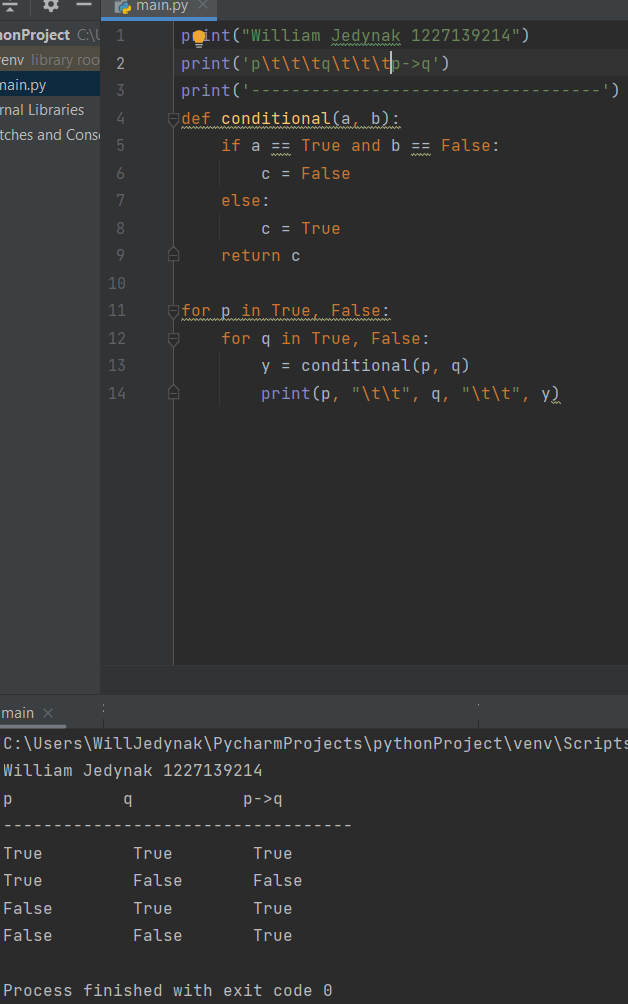 main.py
thonProject C:\U
venv library roo
main.py
rnal Libraries
tches and Cons
1 print("William Jedynak 1227139214")
2 print('p\t\t\tq\t\t\tp->q')
3 print('-----------------------------------')
4 def conditional(a, b):
5 if a == True and b == False:
6 c = False
7 else:
8 c = True
9 return c
10
11 for p in True, False:
12 for q in True, False:
13 y = conditional(p, q)
14 print(p, "\t\t", q, "\t\t", y)
main
C:\Users\WillJedynak\PycharmProjects\pythonProject\venv\Scripts
William Jedynak 1227139214
p q p->q
-----------------------------------
True True True
True False False
False True True
False False True
Process finished with exit code 0